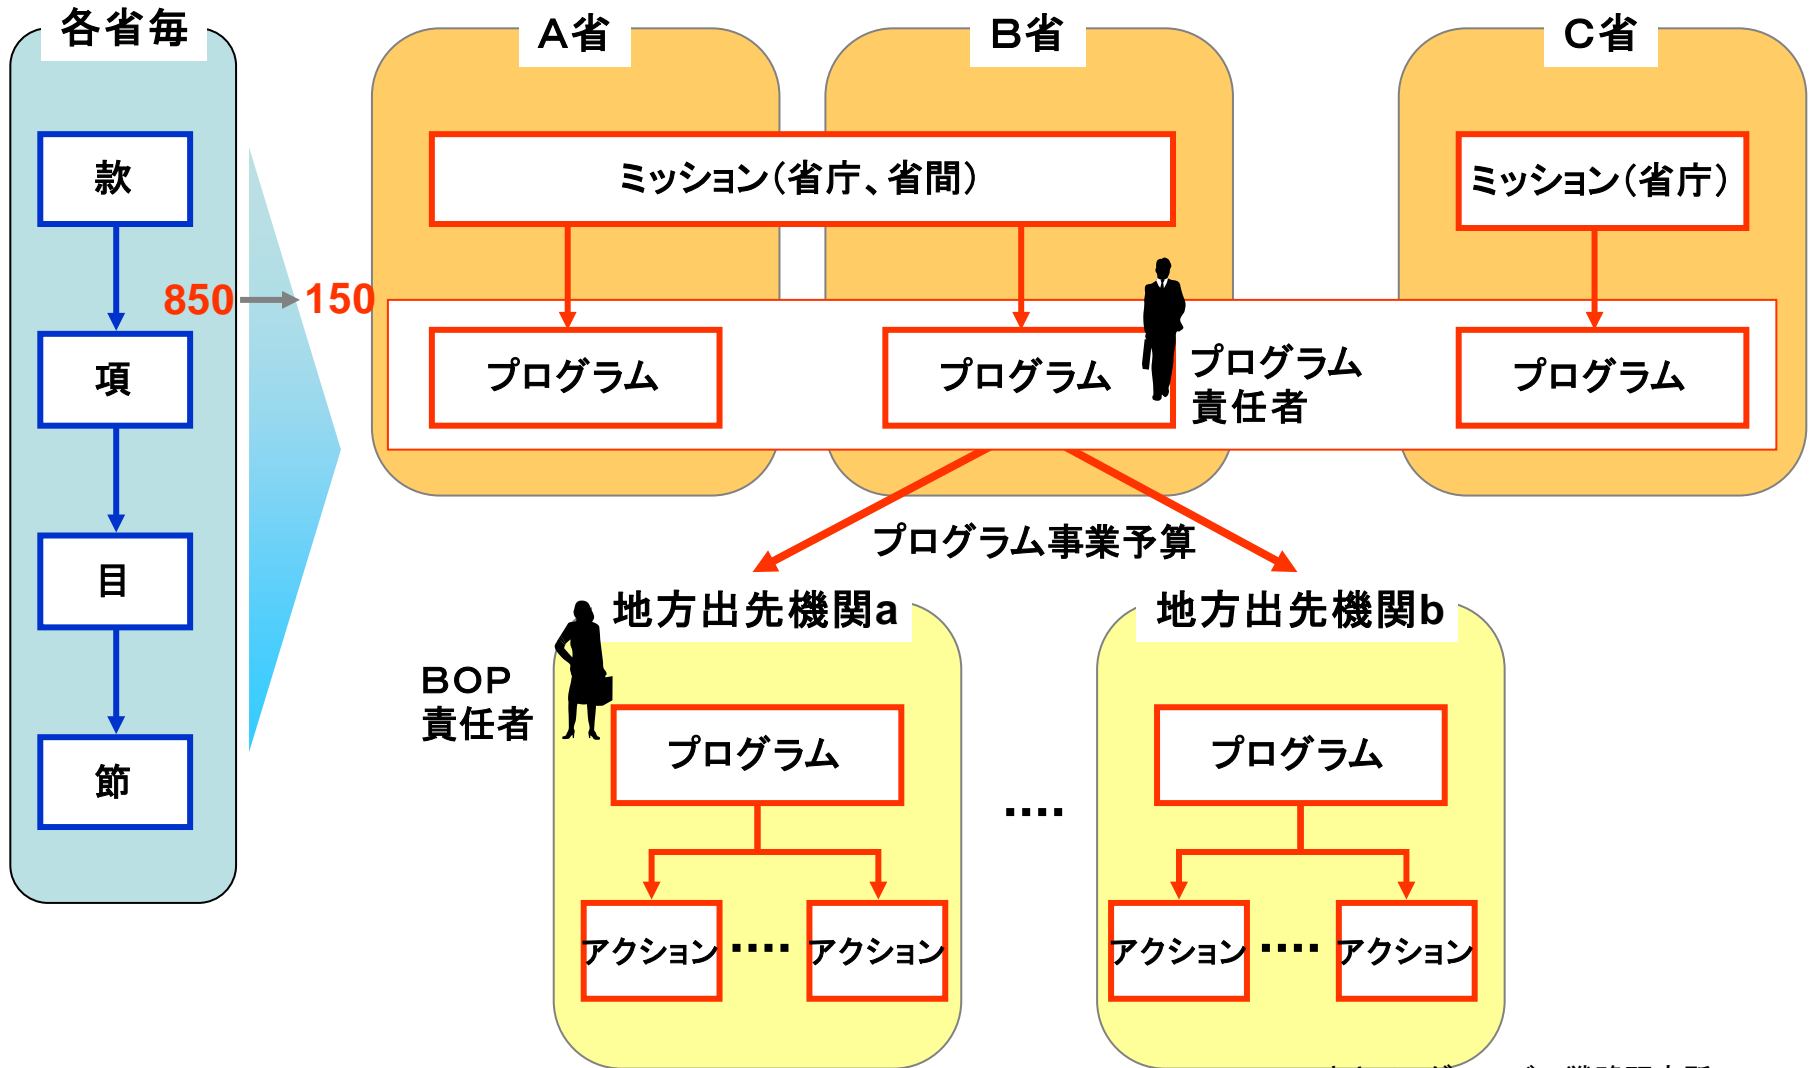 各省毎
款
項
目
節
850
150
A省
B省
C省
ミッション（省庁、省間）
ミッション（省庁）
プログラム
プログラム
プログラム
責任者
プログラム
プログラム事業予算
地方出先機関a
地方出先機関b
BOP
責任者
プログラム
プログラム
....
アクション
....
アクション
アクション
....
アクション